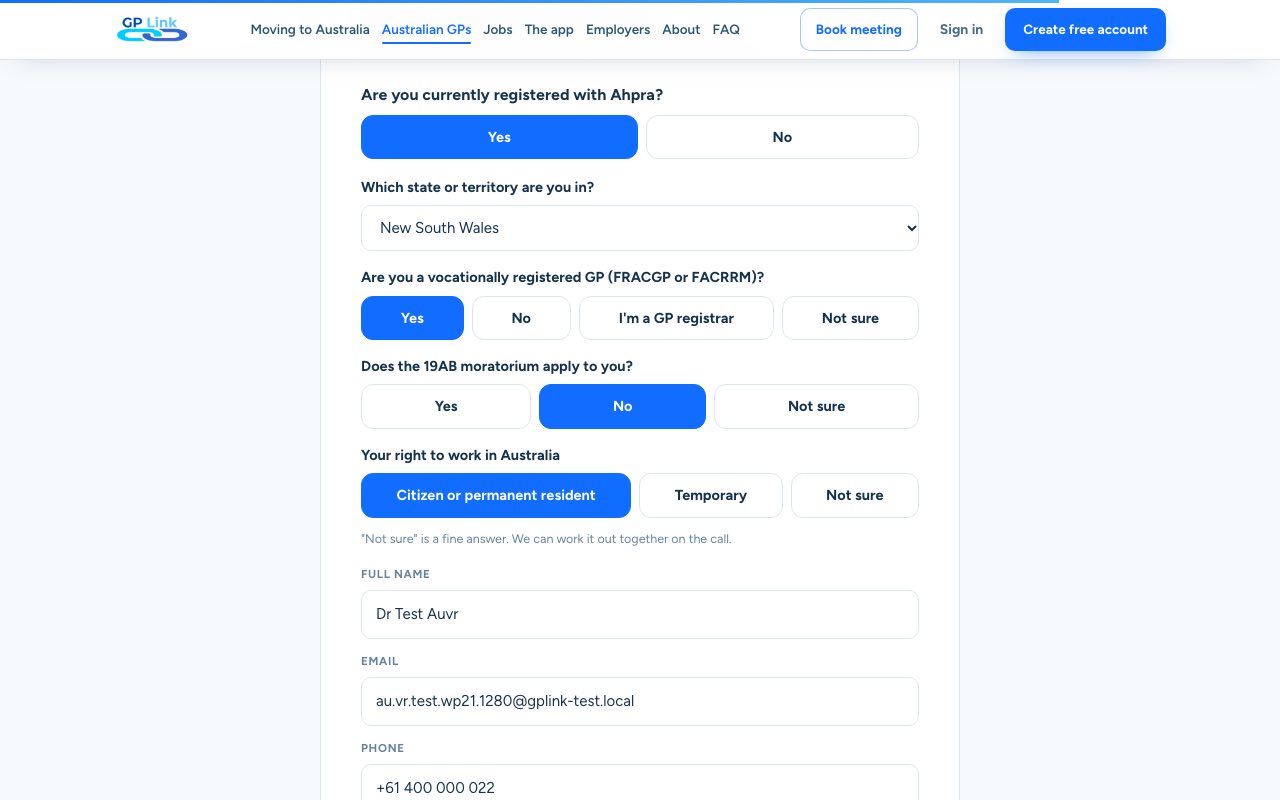 GP Link Moving to Australia Australian GPs Jobs The app Employers About FAQ Book meeting Sign in Create free account
Are you currently registered with Ahpra?
Yes No
Which state or territory are you in?
New South Wales
Are you a vocationally registered GP (FRACGP or FACRRM)?
Yes No I'm a GP registrar Not sure
Does the 19AB moratorium apply to you?
Yes No Not sure
Your right to work in Australia
Citizen or permanent resident Temporary Not sure
"Not sure" is a fine answer. We can work it out together on the call.
FULL NAME
Dr Test Auvr
EMAIL
au.vr.test.wp21.1280@gplink-test.local
PHONE
+61 400 000 022